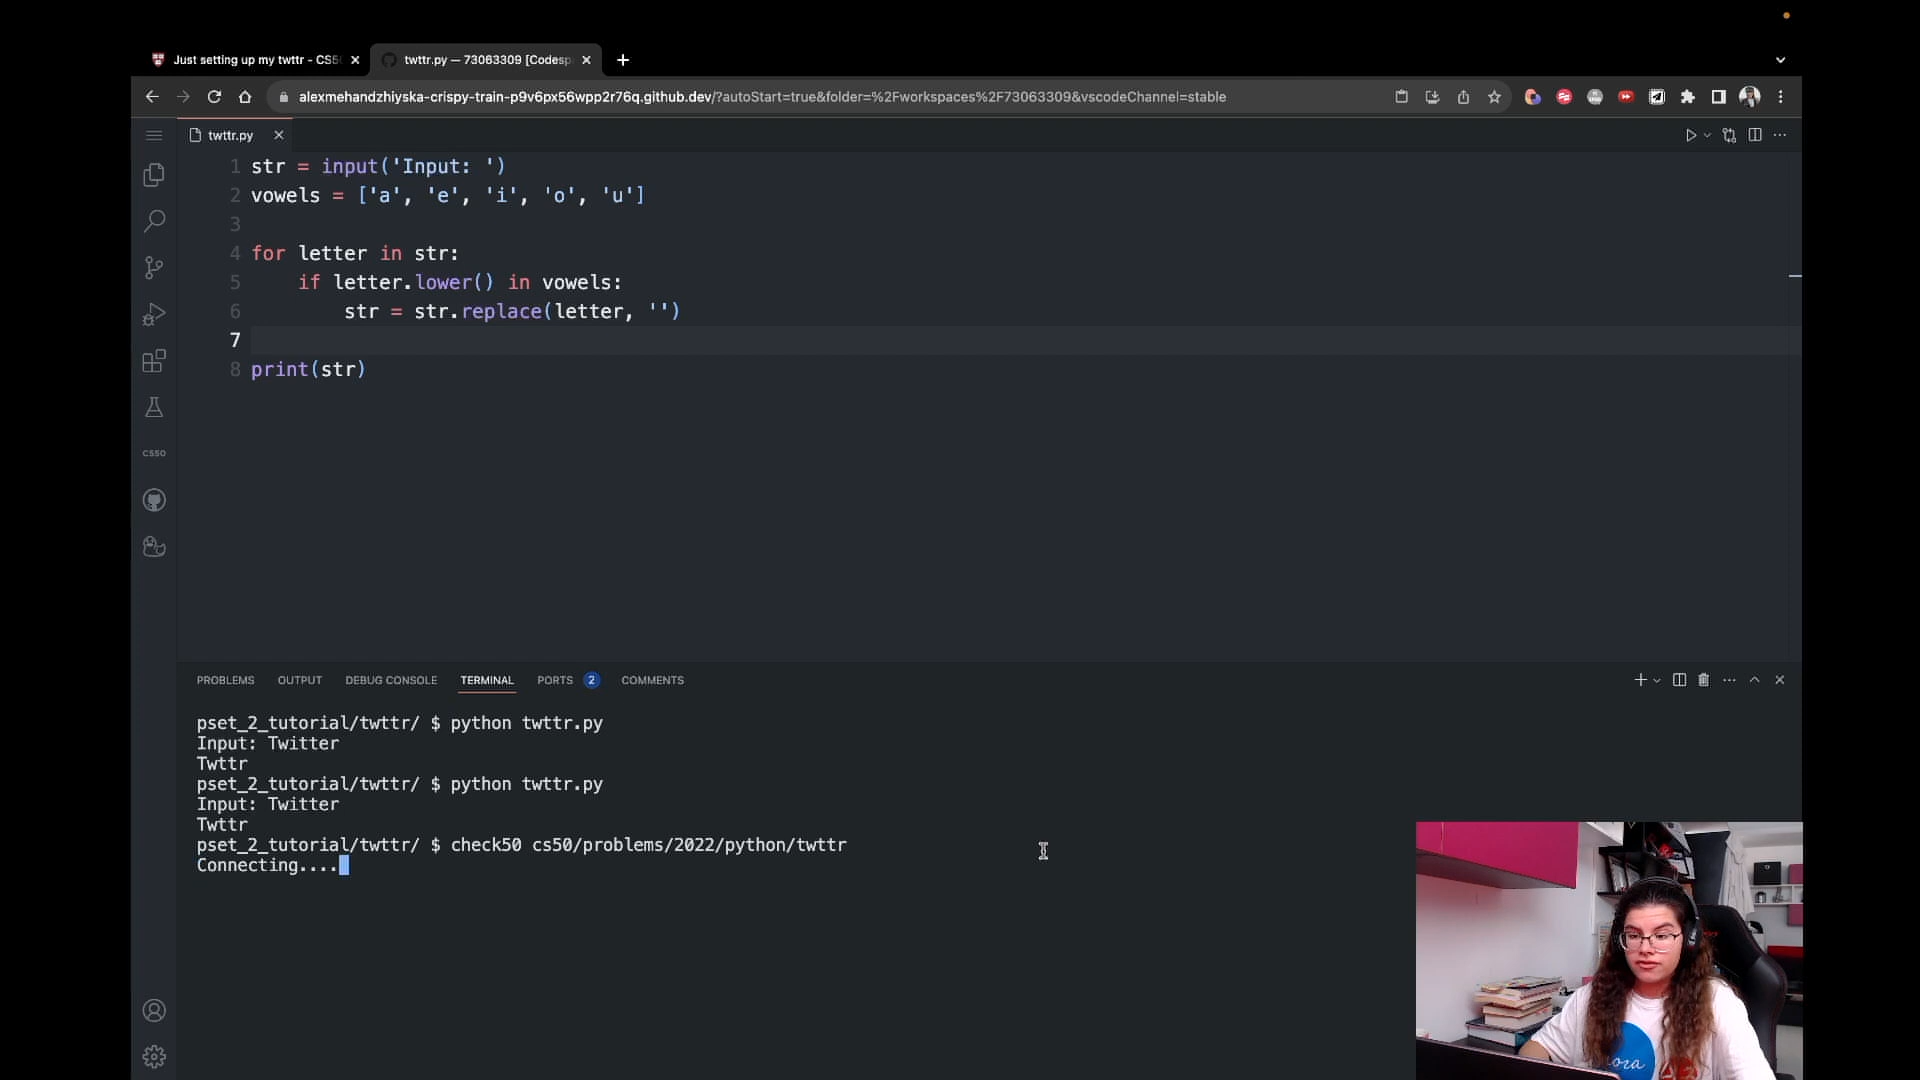 Just setting up my twttr - CS5
twttr.py — 73063309 [Codesp
alexmehandzhiyska-crispy-train-p9v6px56wpp2r76q.github.dev/?autoStart=true&folder=%2Fworkspaces%2F73063309&vscodeChannel=stable
twttr.py
1 str = input('Input: ')
2 vowels = ['a', 'e', 'i', 'o', 'u']
3
4 for letter in str:
5     if letter.lower() in vowels:
6         str = str.replace(letter, '')
7
8 print(str)
CS50
PROBLEMS OUTPUT DEBUG CONSOLE TERMINAL PORTS 2 COMMENTS
pset_2_tutorial/twttr/ $ python twttr.py
Input: Twitter
Twttr
pset_2_tutorial/twttr/ $ python twttr.py
Input: Twitter
Twttr
pset_2_tutorial/twttr/ $ check50 cs50/problems/2022/python/twttr
Connecting....